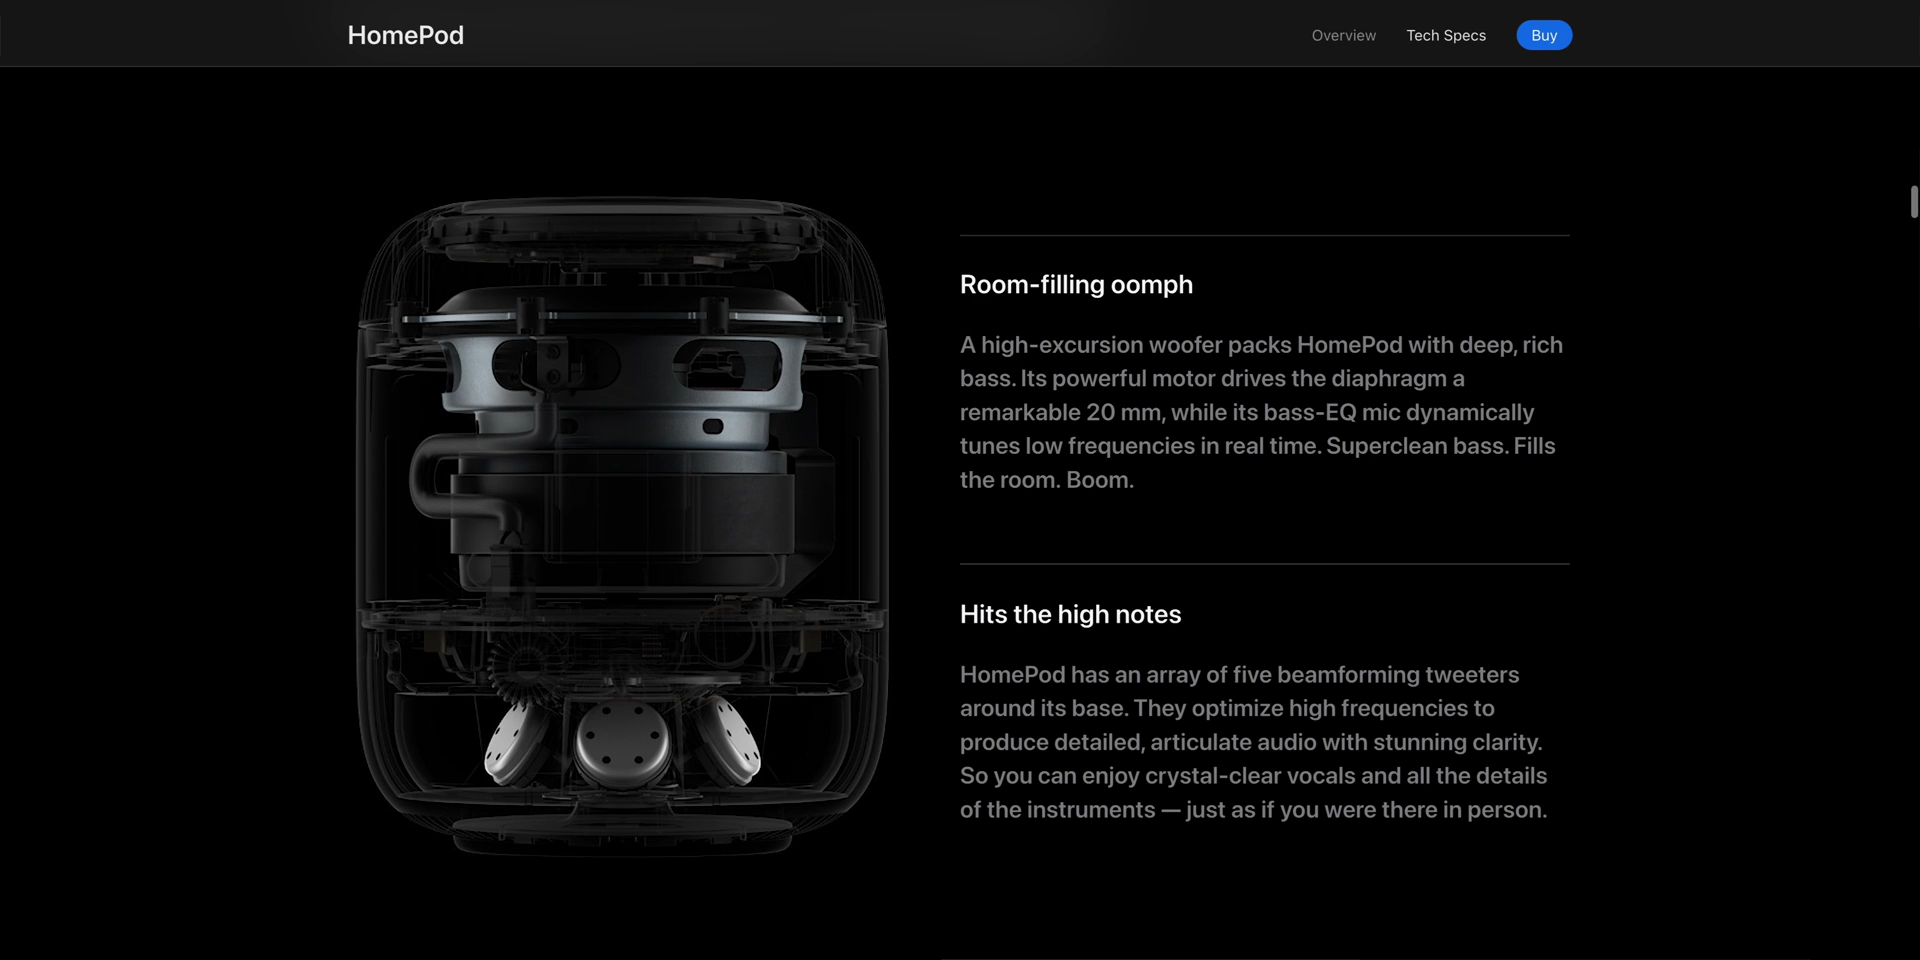 HomePod
Overview
Tech Specs
Buy
Room-filling oomph
A high-excursion woofer packs HomePod with deep, rich
bass. Its powerful motor drives the diaphragm a
remarkable 20 mm, while its bass-EQ mic dynamically
tunes low frequencies in real time. Superclean bass. Fills
the room. Boom.
Hits the high notes
HomePod has an array of five beamforming tweeters
around its base. They optimize high frequencies to
produce detailed, articulate audio with stunning clarity.
So you can enjoy crystal-clear vocals and all the details
of the instruments — just as if you were there in person.